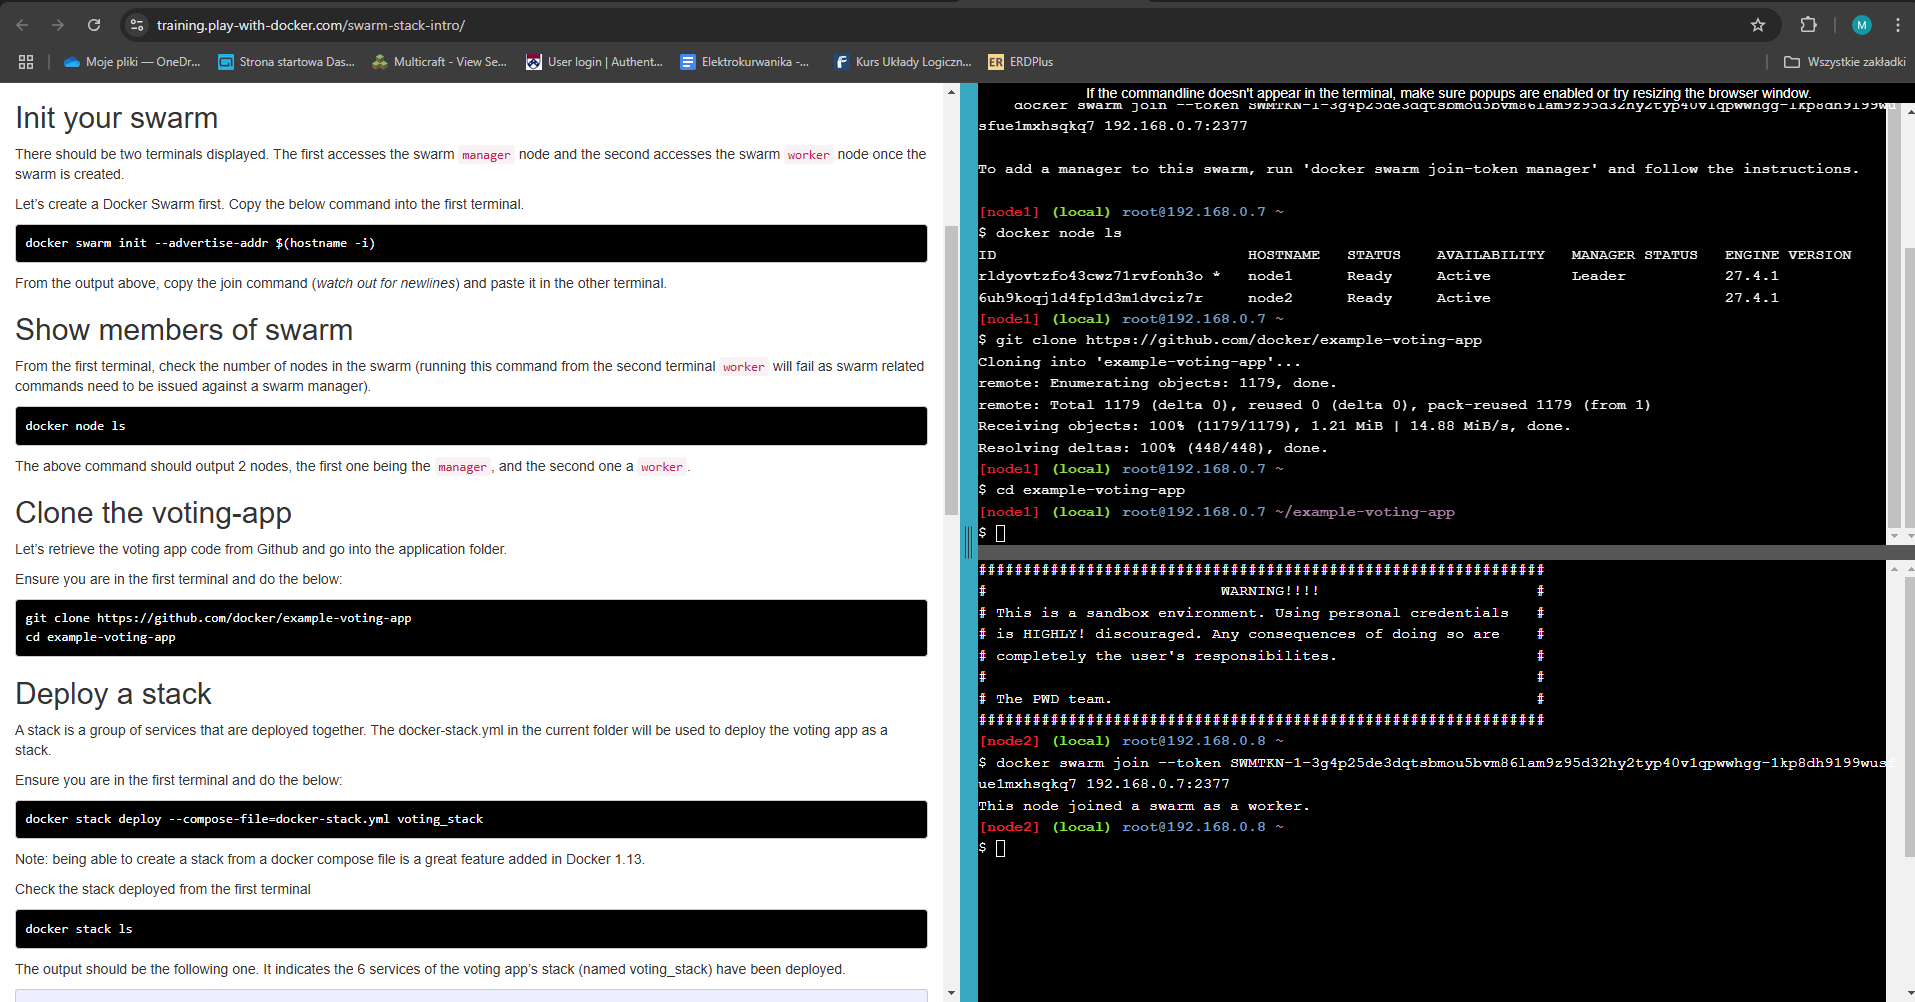 training.play-with-docker.com/swarm-stack-intro/
M
Moje pliki — OneDr...
Strona startowa Das...
Multicraft - View Se...
User login | Authent...
Elektrokurwanika -...
Kurs Układy Logiczn...
ER ERDPlus
Wszystkie zakładki
Init your swarm
There should be two terminals displayed. The first accesses the swarm manager node and the second accesses the swarm worker node once the
swarm is created.
Let's create a Docker Swarm first. Copy the below command into the first terminal.
docker swarm init --advertise-addr $(hostname -i)
From the output above, copy the join command (watch out for newlines) and paste it in the other terminal.
Show members of swarm
From the first terminal, check the number of nodes in the swarm (running this command from the second terminal worker will fail as swarm related
commands need to be issued against a swarm manager).
docker node ls
The above command should output 2 nodes, the first one being the manager, and the second one a worker.
Clone the voting-app
Let's retrieve the voting app code from Github and go into the application folder.
Ensure you are in the first terminal and do the below:
git clone https://github.com/docker/example-voting-app
cd example-voting-app
Deploy a stack
A stack is a group of services that are deployed together. The docker-stack.yml in the current folder will be used to deploy the voting app as a
stack.
Ensure you are in the first terminal and do the below:
docker stack deploy --compose-file=docker-stack.yml voting_stack
Note: being able to create a stack from a docker compose file is a great feature added in Docker 1.13.
Check the stack deployed from the first terminal
docker stack ls
The output should be the following one. It indicates the 6 services of the voting app's stack (named voting_stack) have been deployed.
If the commandline doesn't appear in the terminal, make sure popups are enabled or try resizing the browser window.
docker swarm join --token SWMTKN-1-3g4p25de3dqtsbmou5bvm86lam9z95d32hy2typ40v1qpwwhgg-1kp8dh9199wu
sfue1mxhsqkq7 192.168.0.7:2377
To add a manager to this swarm, run 'docker swarm join-token manager' and follow the instructions.
[node1] (local) root@192.168.0.7 ~
$ docker node ls
ID HOSTNAME STATUS AVAILABILITY MANAGER STATUS ENGINE VERSION
rldyovtzfo43cwz71rvfonh3o * node1 Ready Active Leader 27.4.1
6uh9koqj1d4fp1d3m1dvciz7r node2 Ready Active 27.4.1
[node1] (local) root@192.168.0.7 ~
$ git clone https://github.com/docker/example-voting-app
Cloning into 'example-voting-app'...
remote: Enumerating objects: 1179, done.
remote: Total 1179 (delta 0), reused 0 (delta 0), pack-reused 1179 (from 1)
Receiving objects: 100% (1179/1179), 1.21 MiB | 14.88 MiB/s, done.
Resolving deltas: 100% (448/448), done.
[node1] (local) root@192.168.0.7 ~
$ cd example-voting-app
[node1] (local) root@192.168.0.7 ~/example-voting-app
$
###############################################################
# WARNING!!!! #
# This is a sandbox environment. Using personal credentials #
# is HIGHLY! discouraged. Any consequences of doing so are #
# completely the user's responsibilites. #
# #
# The PWD team. #
###############################################################
[node2] (local) root@192.168.0.8 ~
$ docker swarm join --token SWMTKN-1-3g4p25de3dqtsbmou5bvm86lam9z95d32hy2typ40v1qpwwhgg-1kp8dh9199wusf
ue1mxhsqkq7 192.168.0.7:2377
This node joined a swarm as a worker.
[node2] (local) root@192.168.0.8 ~
$